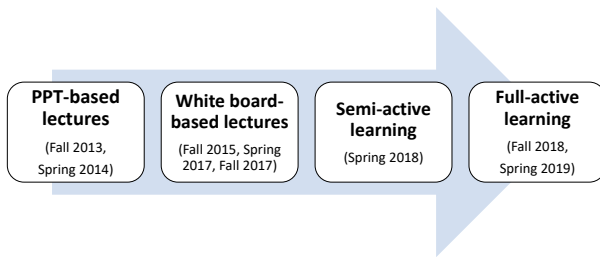 PPT-based
lectures
(Fall 2013,
Spring 2014)
White board-
based lectures
(Fall 2015, Spring
2017, Fall 2017)
Semi-active
learning
(Spring 2018)
Full-active
learning
(Fall 2018,
Spring 2019)